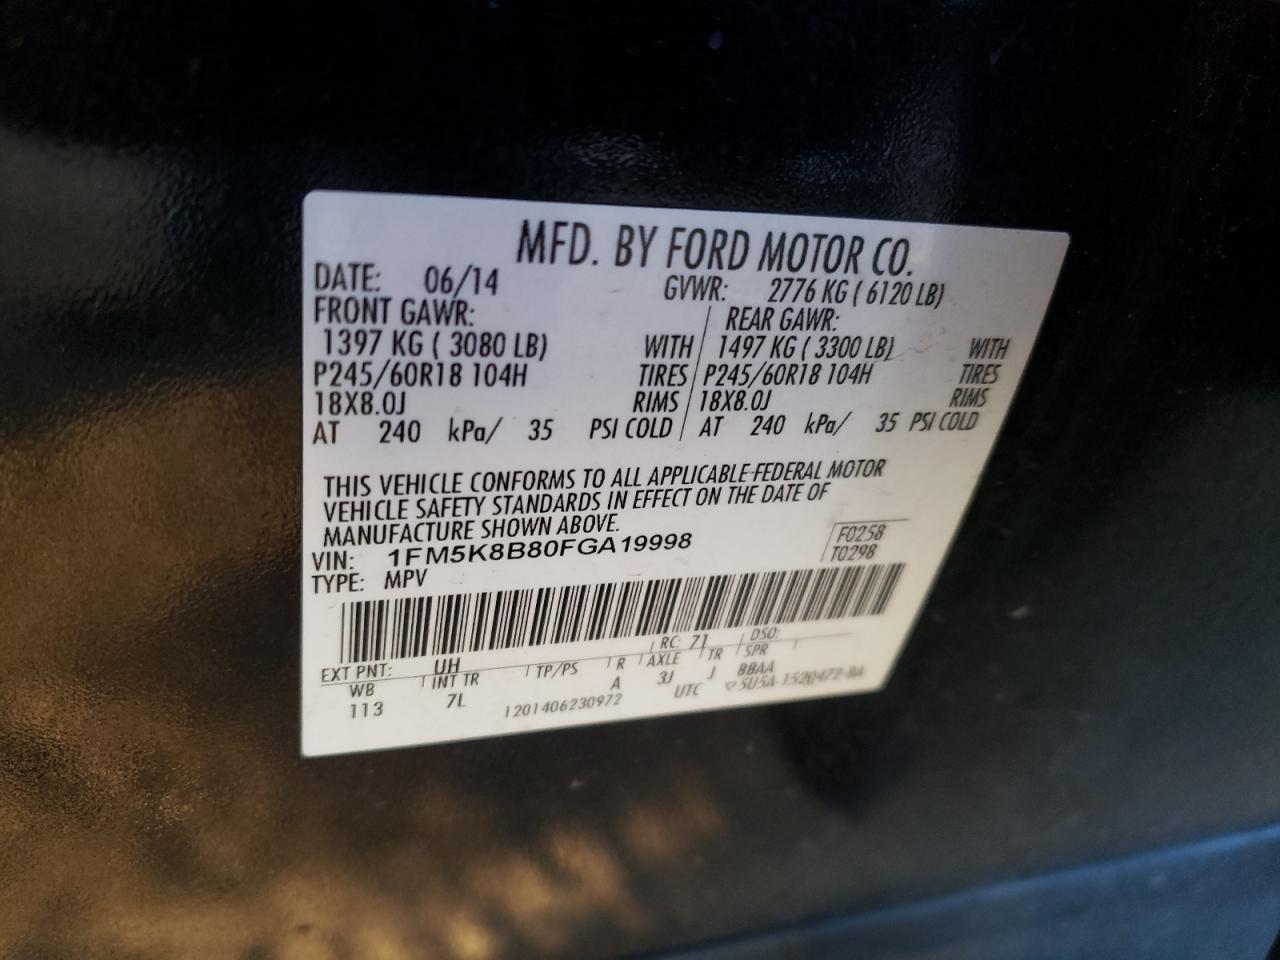 MFD. BY FORD MOTOR CO.
DATE: 06/14 GVWR: 2776 KG ( 6120 LB)
FRONT GAWR: REAR GAWR:
1397 KG ( 3080 LB) WITH 1497 KG ( 3300 LB) WITH
P245/60R18 104H TIRES P245/60R18 104H TIRES
18X8.0J RIMS 18X8.0J RIMS
AT 240 kPa/ 35 PSI COLD AT 240 kPa/ 35 PSI COLD
THIS VEHICLE CONFORMS TO ALL APPLICABLE FEDERAL MOTOR
VEHICLE SAFETY STANDARDS IN EFFECT ON THE DATE OF
MANUFACTURE SHOWN ABOVE.
VIN: 1FM5K8B80FGA19998 F0258
TYPE: MPV T0298
EXT PNT: UH RC: 71 DSO:
WB INT TR TP/PS R AXLE TR SPR
113 7L A 3J J BBAA
1201406230972 UTC 5U5A-1520472-BA